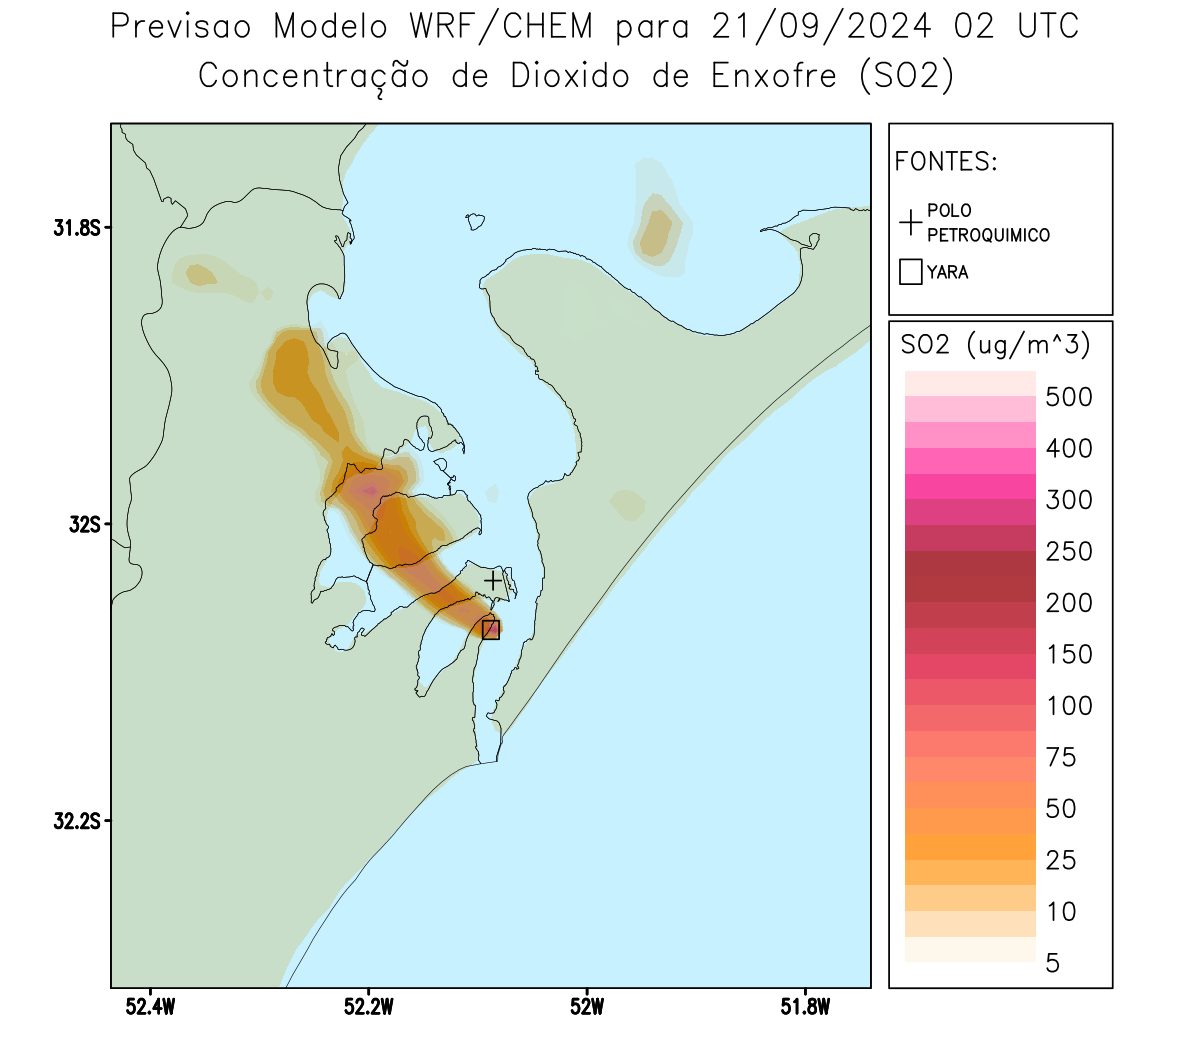 Previsao Modelo WRF/CHEM para 21/09/2024 02 UTC
Concentração de Dioxido de Enxofre (SO2)
FONTES:
POLO
PETROQUIMICO
YARA
SO2 (ug/m^3)
500
400
300
250
200
150
100
75
50
25
10
5
31.8S
32S
32.2S
52.4W
52.2W
52W
51.8W